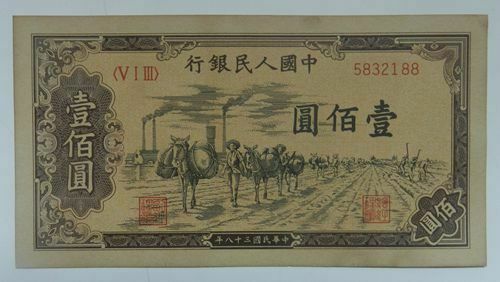 行銀民人國中
〈V I III〉
5832188
圓佰壹
壹佰圓
佰圓
年八十三國民華中